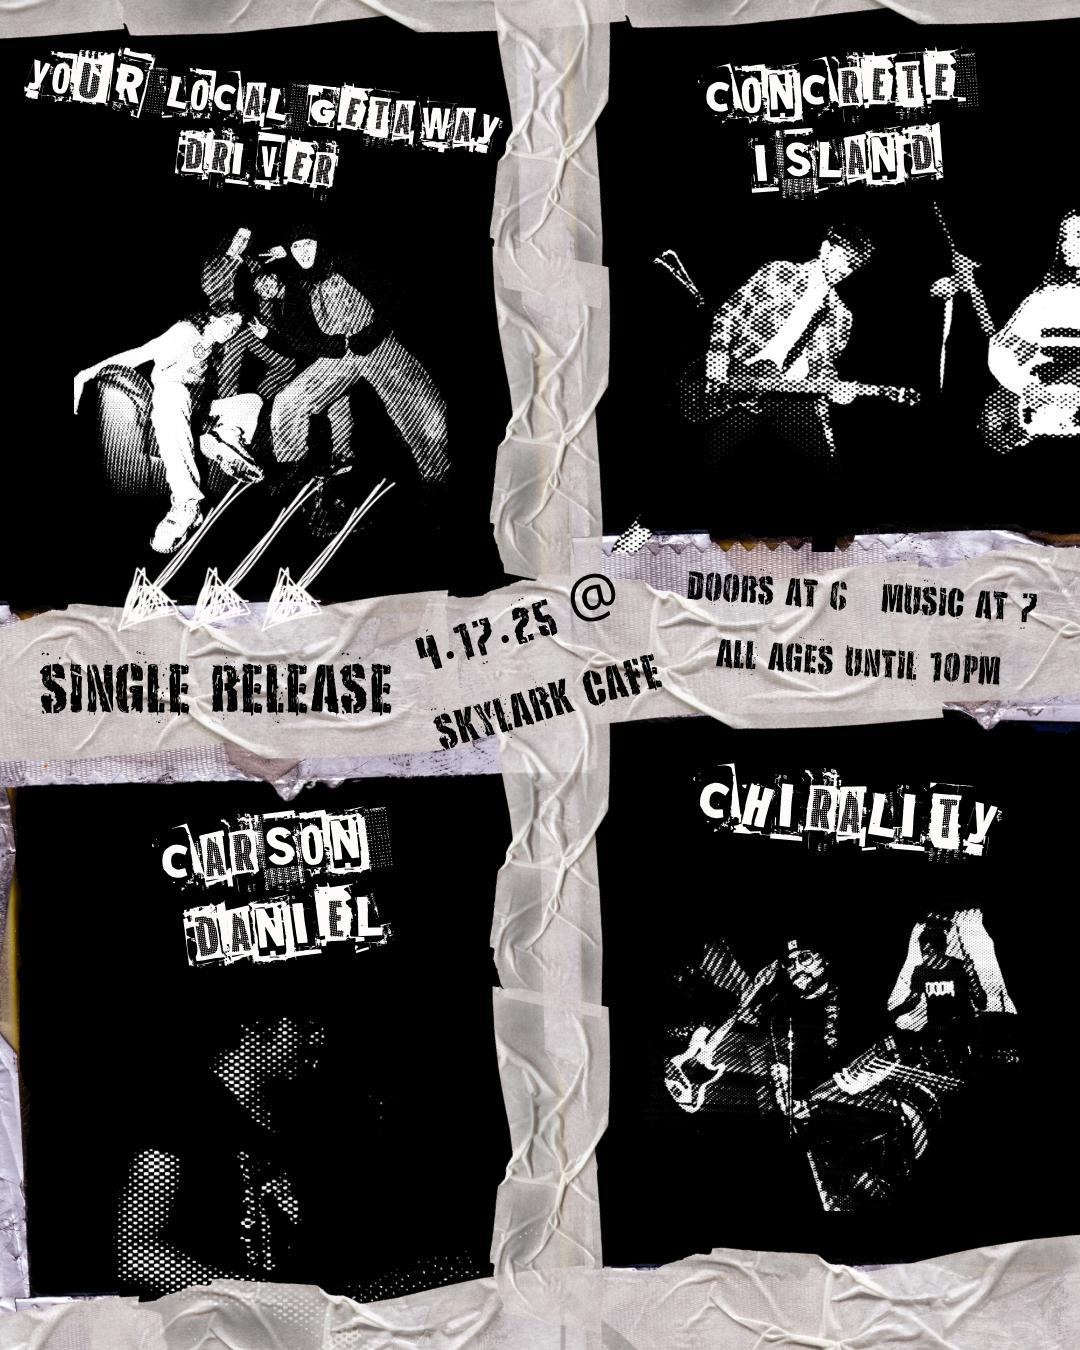 YOUR LOCAL GETAWAY
DRIVER
CONCRETE
ISLAND
SINGLE RELEASE
4.17.25 @
SKYLARK CAFE
DOORS AT 6 MUSIC AT 7
ALL AGES UNTIL 10PM
CARSON
DANIEL
CHIRALITY
DOOM